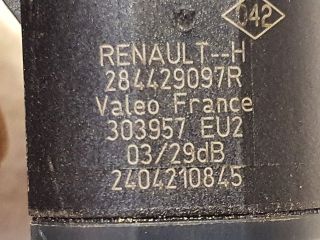 042
RENAULT--H
284429097R
Valeo France
303957 EU2
03/29dB
2404210845